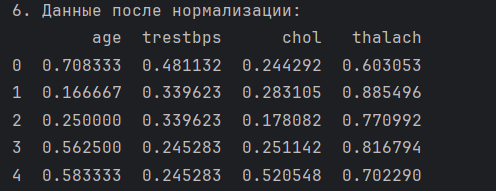 6. Данные после нормализации:
age trestbps chol thalach
0 0.708333 0.481132 0.244292 0.603053
1 0.166667 0.339623 0.283105 0.885496
2 0.250000 0.339623 0.178082 0.770992
3 0.562500 0.245283 0.251142 0.816794
4 0.583333 0.245283 0.520548 0.702290